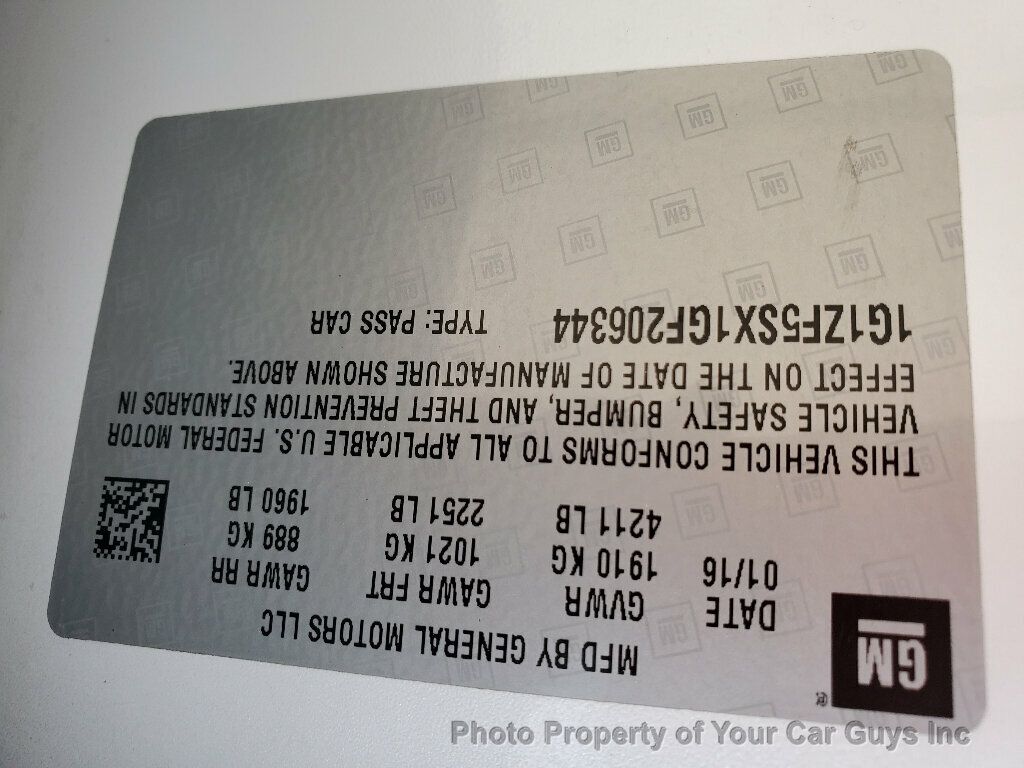 GM
®
MFD BY GENERAL MOTORS LLC
DATE GVWR GAWR FRT GAWR RR
01/16 1910 KG 1021 KG 889 KG
4211 LB 2251 LB 1960 LB
THIS VEHICLE CONFORMS TO ALL APPLICABLE U.S. FEDERAL MOTOR
VEHICLE SAFETY, BUMPER, AND THEFT PREVENTION STANDARDS IN
EFFECT ON THE DATE OF MANUFACTURE SHOWN ABOVE.
1G1ZF5SX1GF206344 TYPE: PASS CAR
Photo Property of Your Car Guys Inc